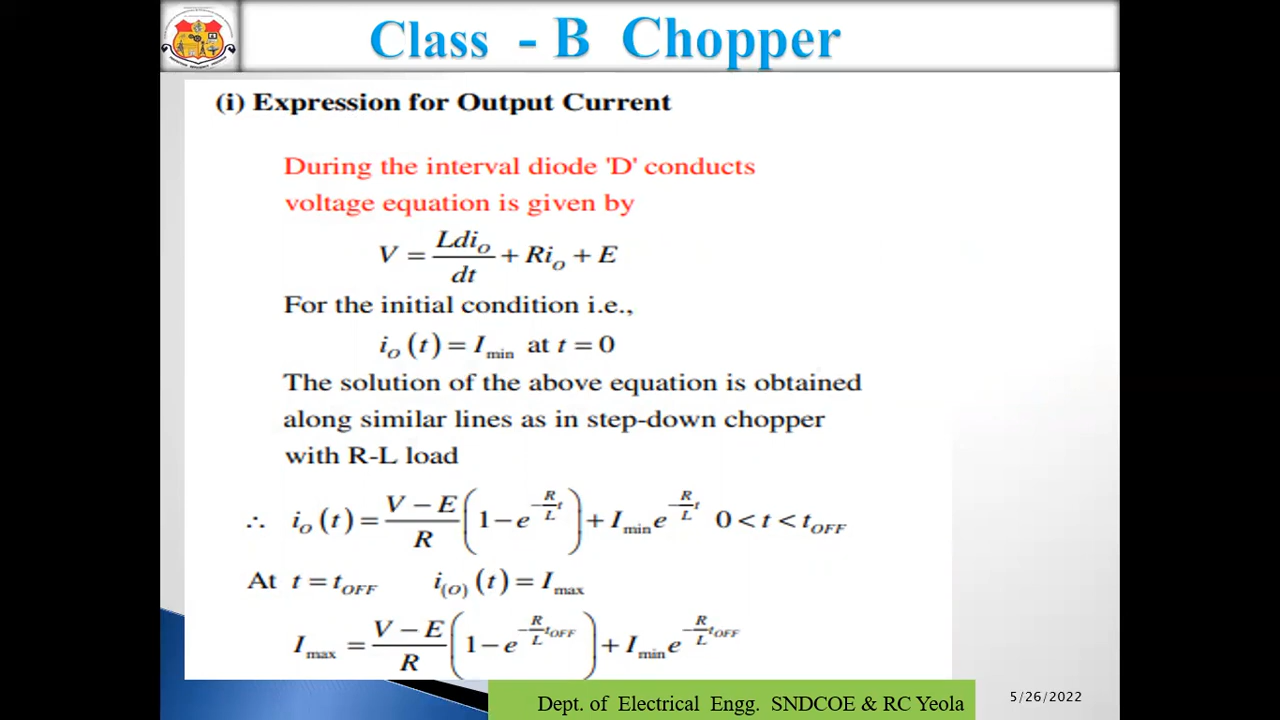 Class - B Chopper
(i) Expression for Output Current
During the interval diode 'D' conducts
voltage equation is given by
V = Ldi_O/dt + Ri_o + E
For the initial condition i.e.,
i_O (t) = I_min at t = 0
The solution of the above equation is obtained
along similar lines as in step-down chopper
with R-L load
∴ i_O (t) = (V − E)/R (1 − e^(−(R/L)t)) + I_min e^(−(R/L)t) 0 < t < t_OFF
At t = t_OFF i_(O) (t) = I_max
I_max = (V − E)/R (1 − e^(−(R/L)t_OFF)) + I_min e^(−(R/L)t_OFF)
Dept. of Electrical Engg. SNDCOE & RC Yeola
5/26/2022